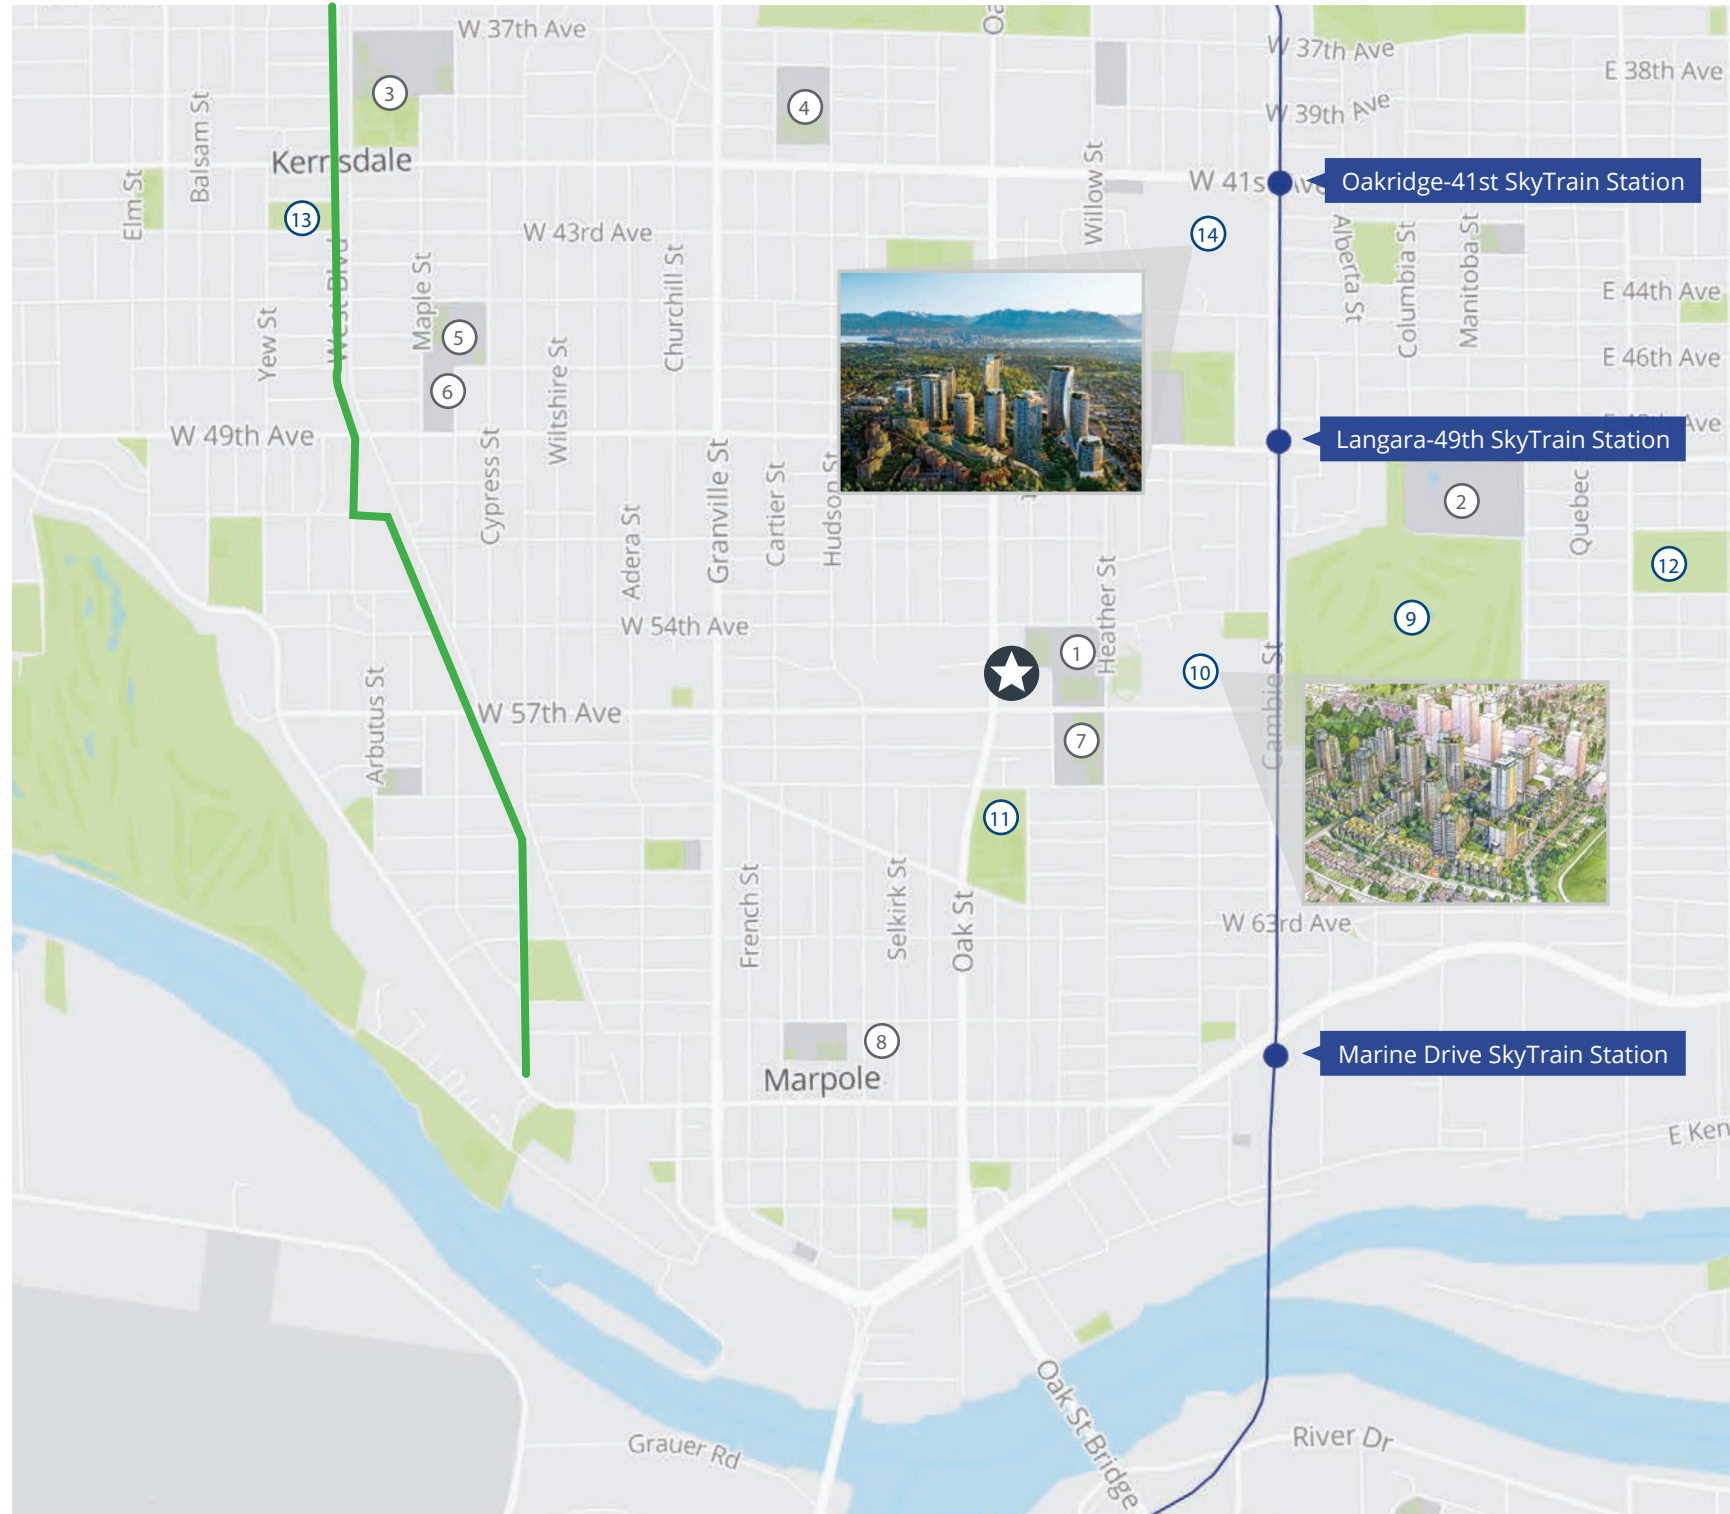 W 37th Ave
Oa
W 37th Ave
E 38th Ave
3
4
W 39th Ave
Balsam St
Kerrisdale
Willow St
W 41st Ave
Oakridge-41st SkyTrain Station
Elm St
13
W 43rd Ave
14
Alberta St
Columbia St
Manitoba St
West Blvd
Maple St
Churchill St
E 44th Ave
Yew St
5
Wiltshire St
E 46th Ave
6
W 49th Ave
Ave
Langara-49th SkyTrain Station
Cypress St
Granville St
Cartier St
Hudson St
2
Quebec
Adera St
12
Heather St
W 54th Ave
9
1
10
Cambie St
Arbutus St
W 57th Ave
7
11
French St
Selkirk St
Oak St
W 63rd Ave
8
Marpole
Marine Drive SkyTrain Station
E Ken
Oak St Bridge
Grauer Rd
River Dr